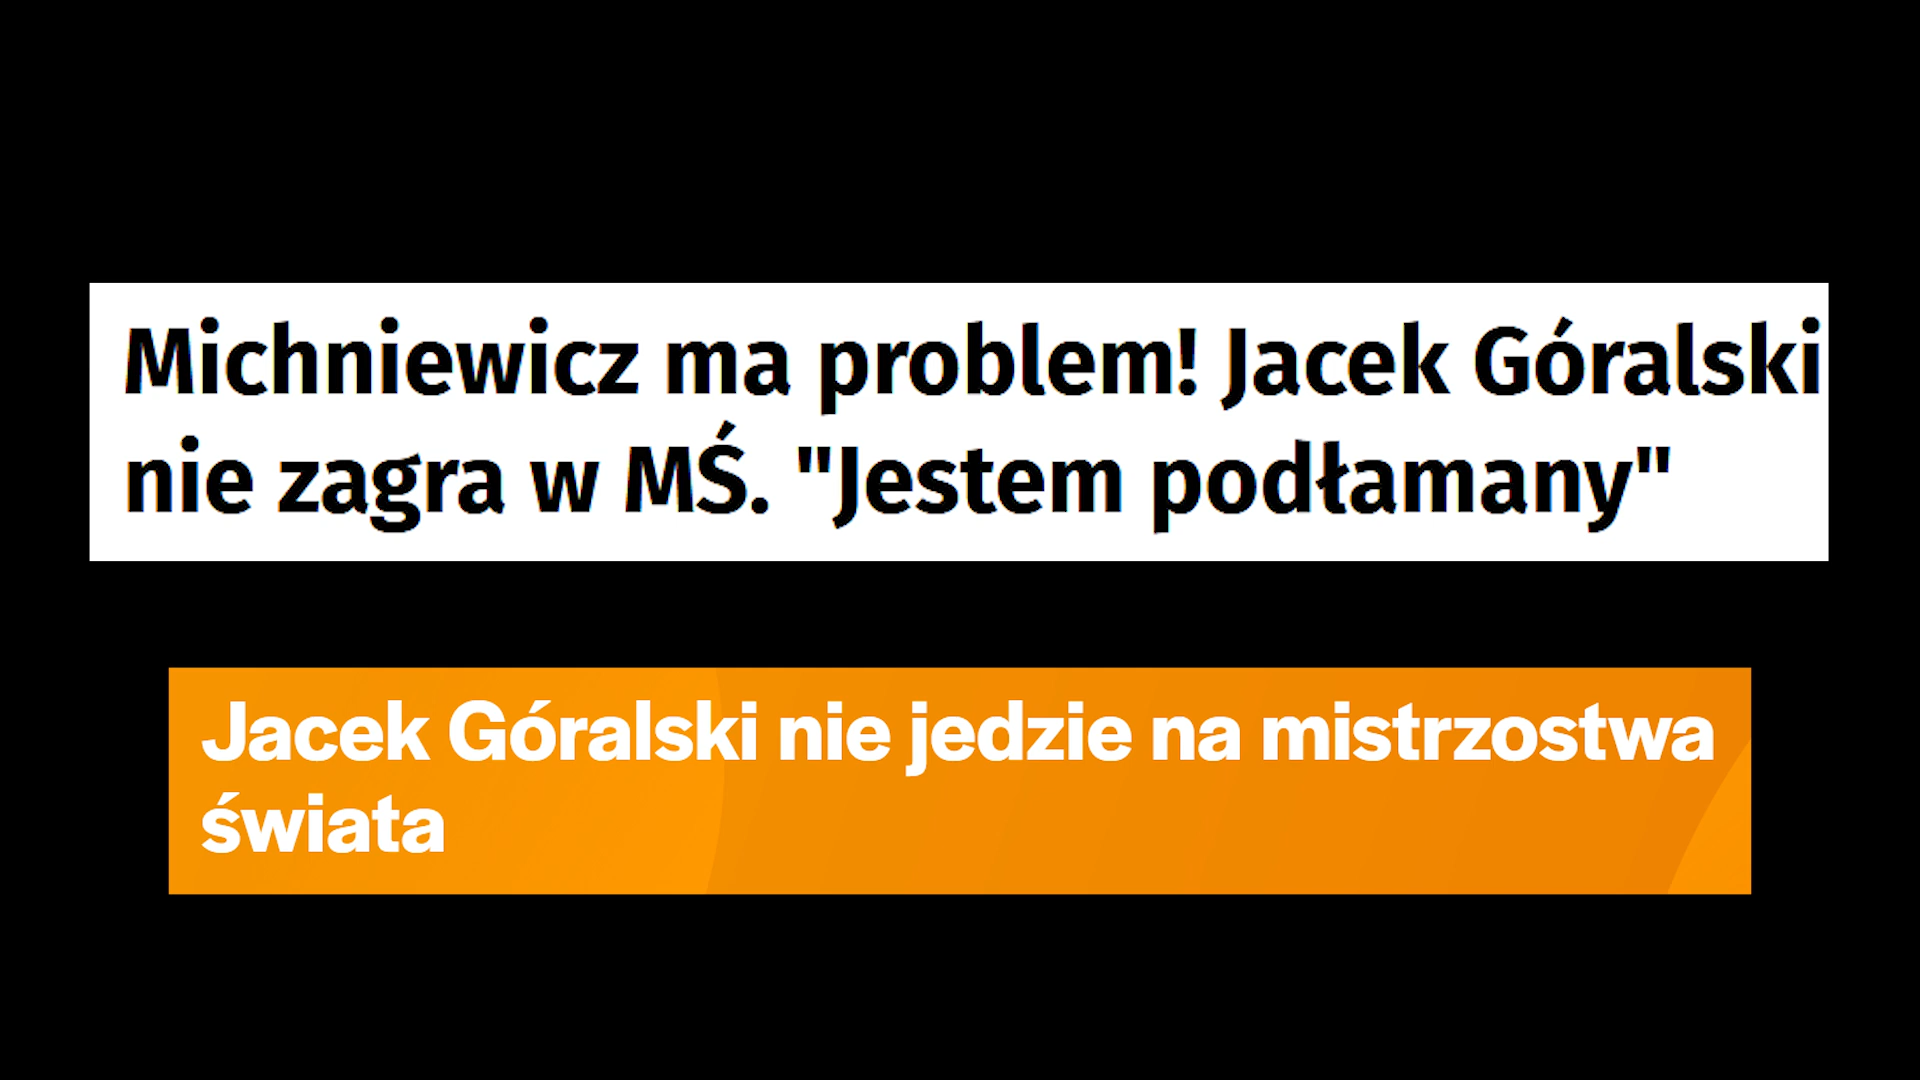 Michniewicz ma problem! Jacek Góralski
nie zagra w MŚ. "Jestem podłamany"
Jacek Góralski nie jedzie na mistrzostwa
świata